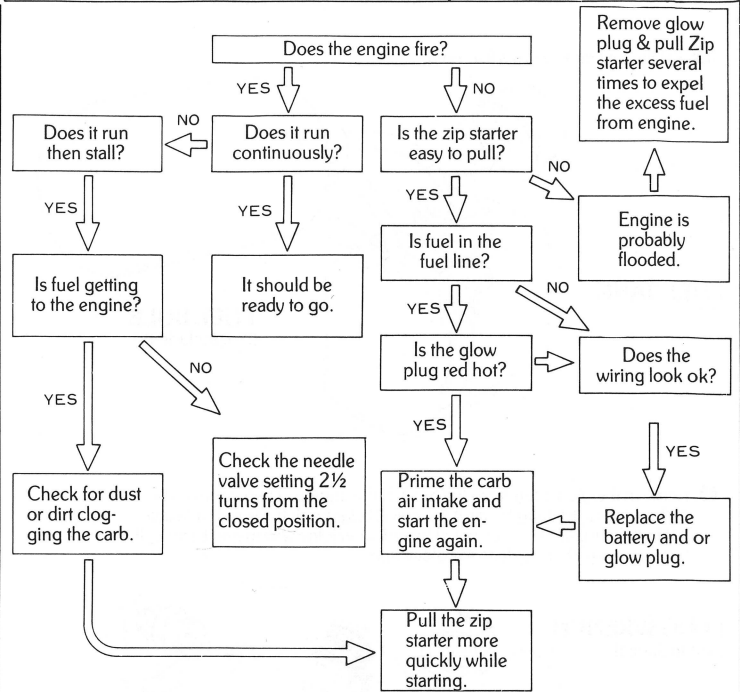 Does the engine fire?
Remove glow
plug & pull Zip
starter several
times to expel
the excess fuel
from engine.
YES
NO
NO
Does it run
then stall?
Does it run
continuously?
Is the zip starter
easy to pull?
NO
YES
YES
YES
Engine is
probably
flooded.
Is fuel getting
to the engine?
It should be
ready to go.
Is fuel in the
fuel line?
NO
YES
NO
YES
Is the glow
plug red hot?
Does the
wiring look ok?
YES
YES
Check for dust
or dirt clog-
ging the carb.
Check the needle
valve setting 2½
turns from the
closed position.
Prime the carb
air intake and
start the en-
gine again.
Replace the
battery and or
glow plug.
Pull the zip
starter more
quickly while
starting.